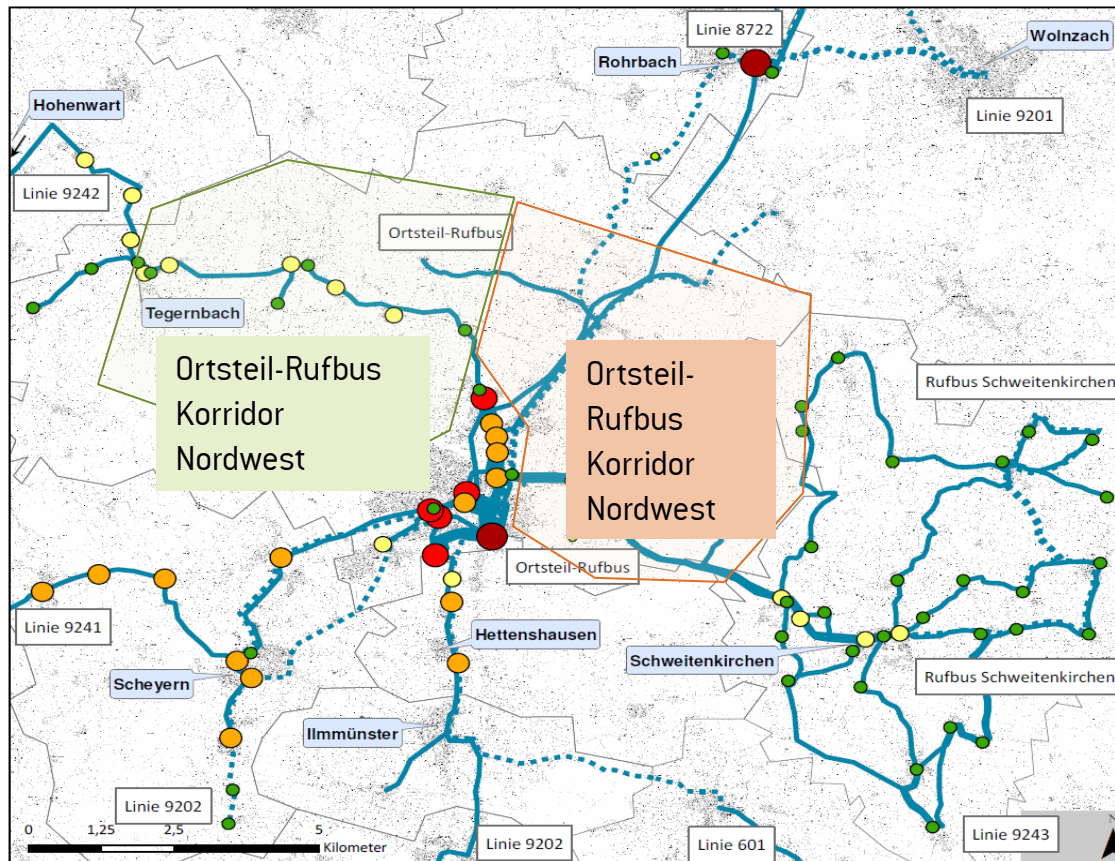 Linie 8722
Wolnzach
Rohrbach
Hohenwart
Linie 9201
Linie 9242
Ortsteil-Rufbus
Tegernbach
Ortsteil-Rufbus
Korridor
Nordwest
Ortsteil-
Rufbus
Korridor
Nordwest
Rufbus Schweitenkirchen
Ortsteil-Rufbus
Linie 9241
Hettenshausen
Schweitenkirchen
Scheyern
Rufbus Schweitenkirchen
Ilmmünster
Linie 9202
0 1,25 2,5 5
Kilometer
Linie 9202
Linie 601
Linie 9243